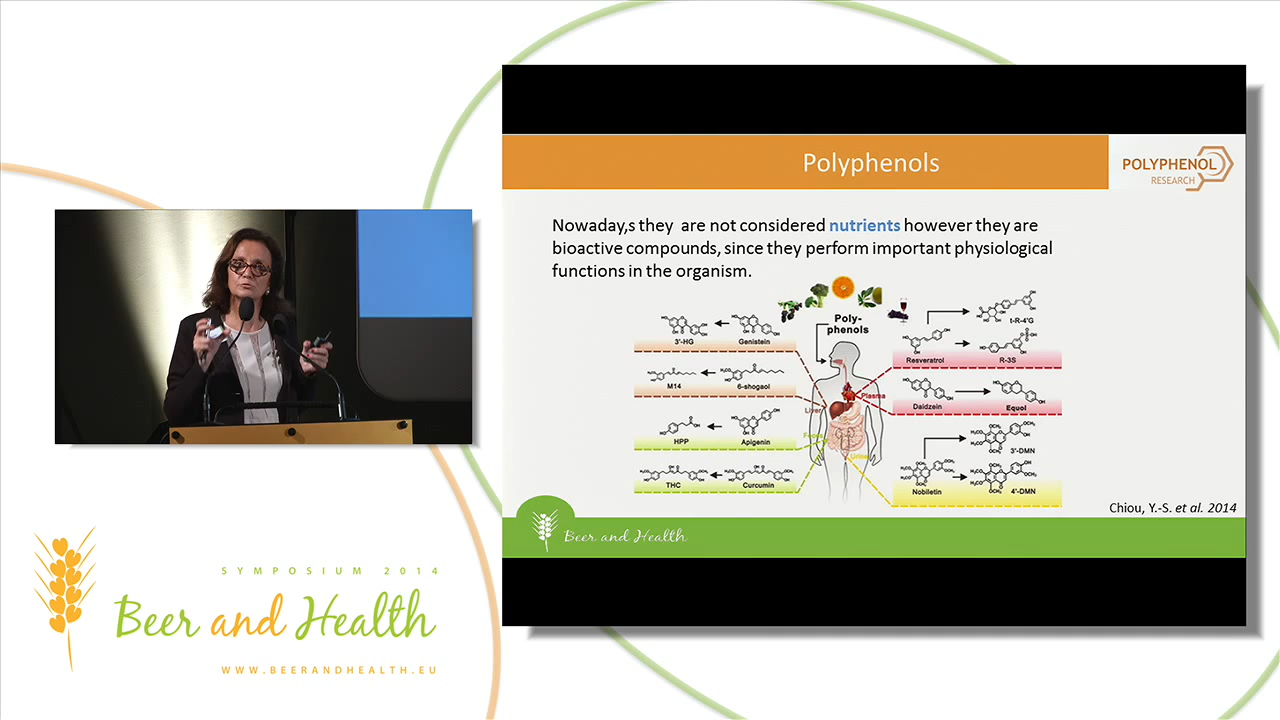 Polyphenols
POLYPHENOL
RESEARCH
Nowaday,s they are not considered nutrients however they are
bioactive compounds, since they perform important physiological
functions in the organism.
Poly-
phenols
3'-HG
Genistein
M14
6-shogaol
HPP
Apigenin
THC
Curcumin
Liver
Feces
Plasma
Urine
t-R-4'G
Resveratrol
R-3S
Daidzein
Equol
3'-DMN
Nobiletin
4'-DMN
Chiou, Y.-S. et al. 2014
Beer and Health
SYMPOSIUM 2014
Beer and Health
WWW.BEERANDHEALTH.EU